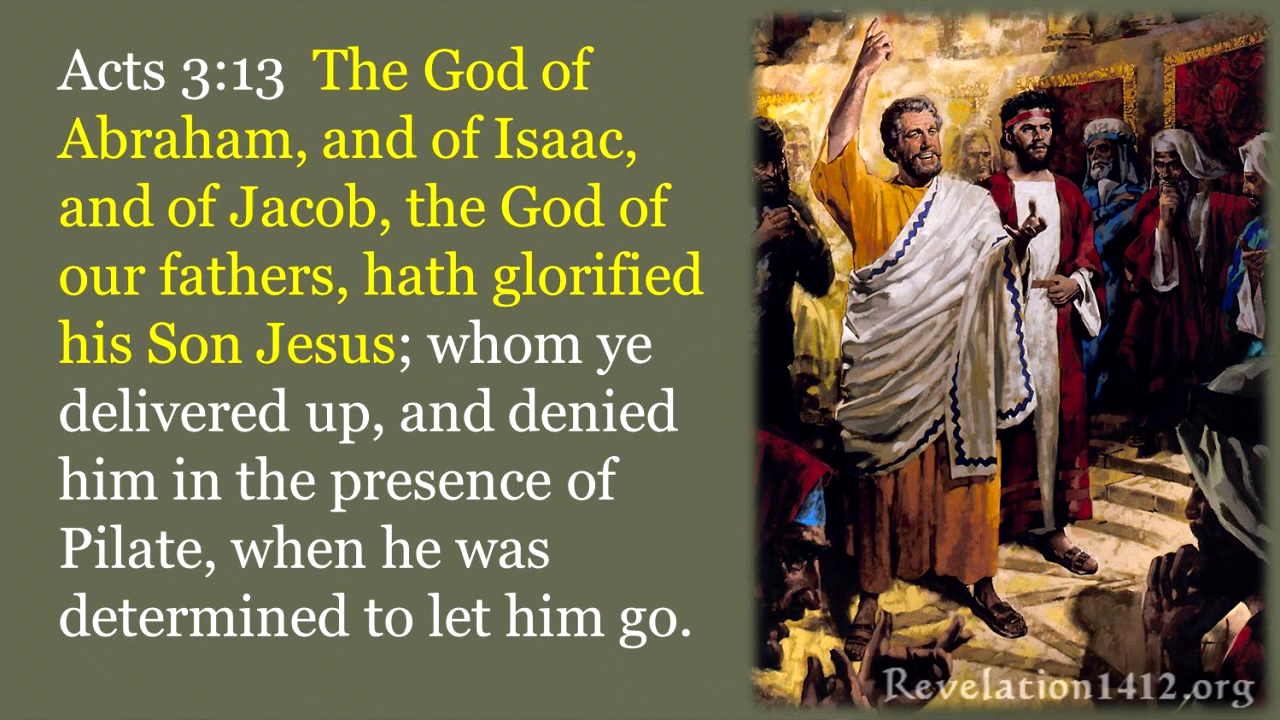 Acts 3:13  The God of
Abraham, and of Isaac,
and of Jacob, the God of
our fathers, hath glorified
his Son Jesus; whom ye
delivered up, and denied
him in the presence of
Pilate, when he was
determined to let him go.
Revelation1412.org